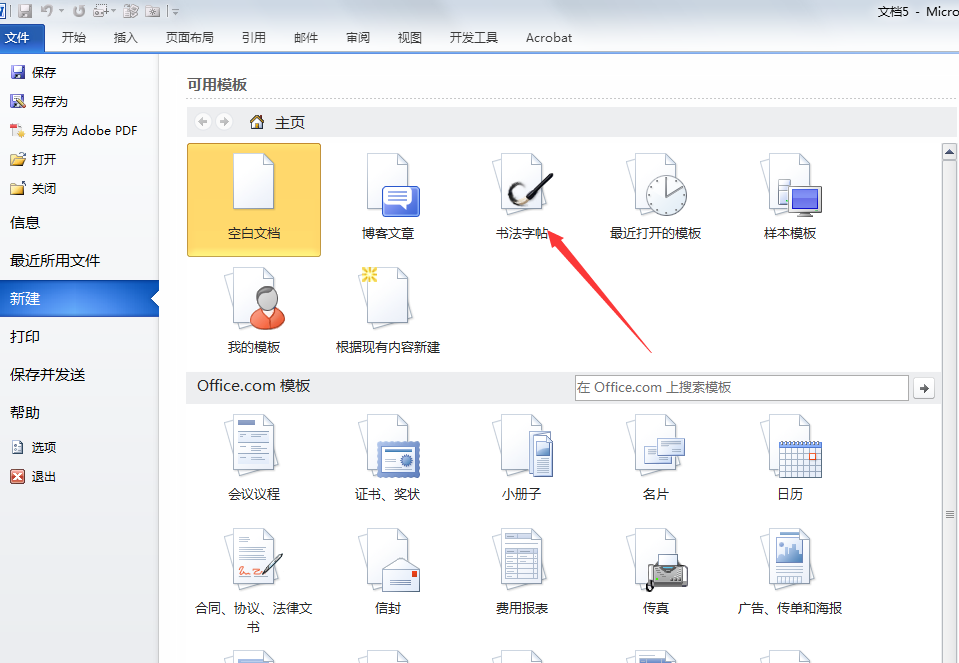 文档5 - Micro
文件 开始 插入 页面布局 引用 邮件 审阅 视图 开发工具 Acrobat
保存
另存为
另存为 Adobe PDF
打开
关闭
信息
最近所用文件
新建
打印
保存并发送
帮助
选项
退出
可用模板
主页
空白文档 博客文章 书法字帖 最近打开的模板 样本模板
我的模板 根据现有内容新建
Office.com 模板 在 Office.com 上搜索模板
会议议程 证书、奖状 小册子 名片 日历
合同、协议、法律文
书
信封 费用报表 传真 广告、传单和海报